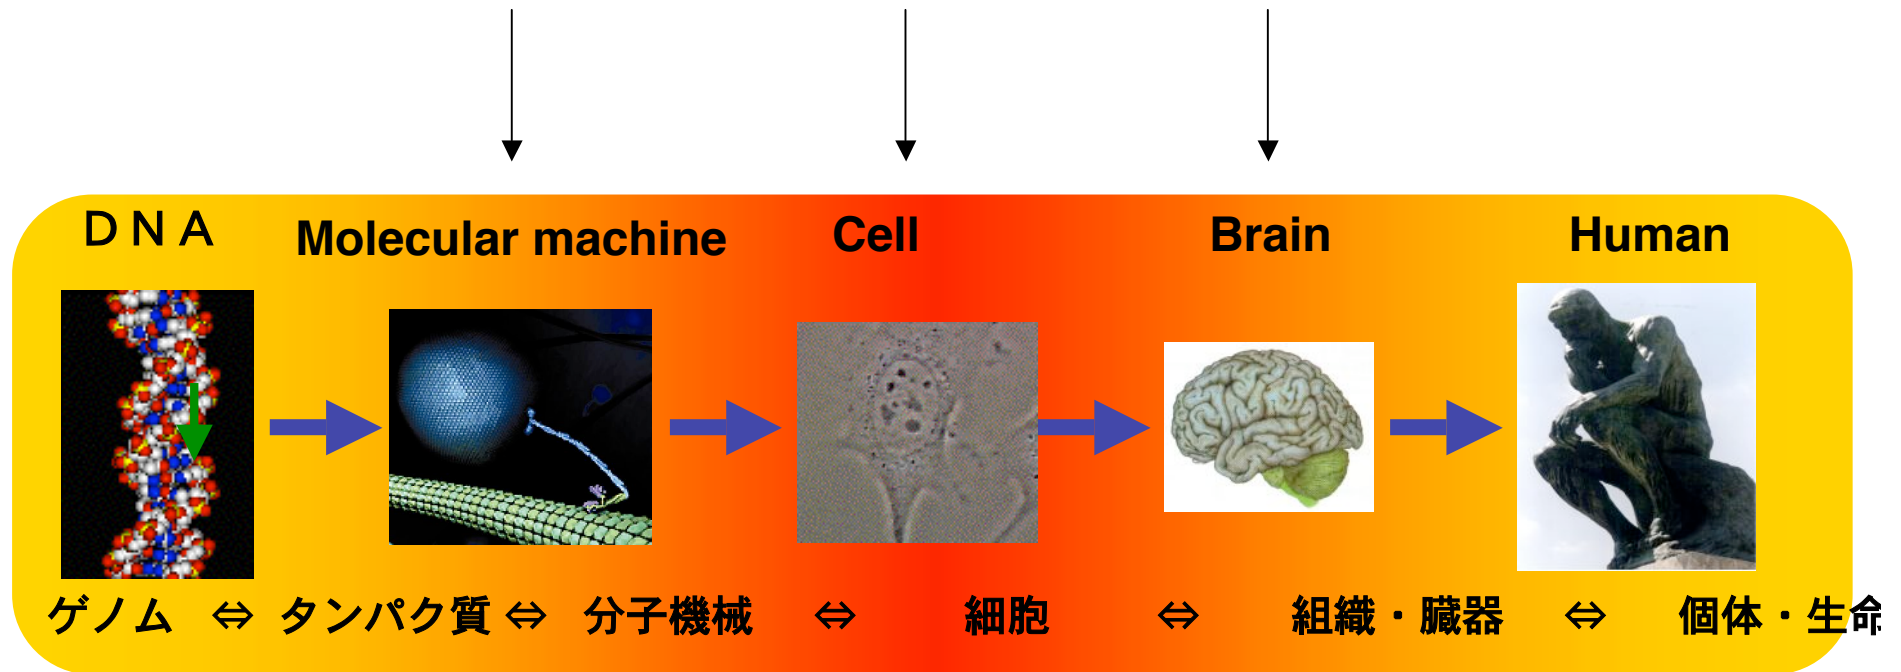 ＤＮＡ Molecular machine Cell Brain Human
ゲノム ⇔ タンパク質 ⇔ 分子機械 ⇔ 細胞 ⇔ 組織・臓器 ⇔ 個体・生命